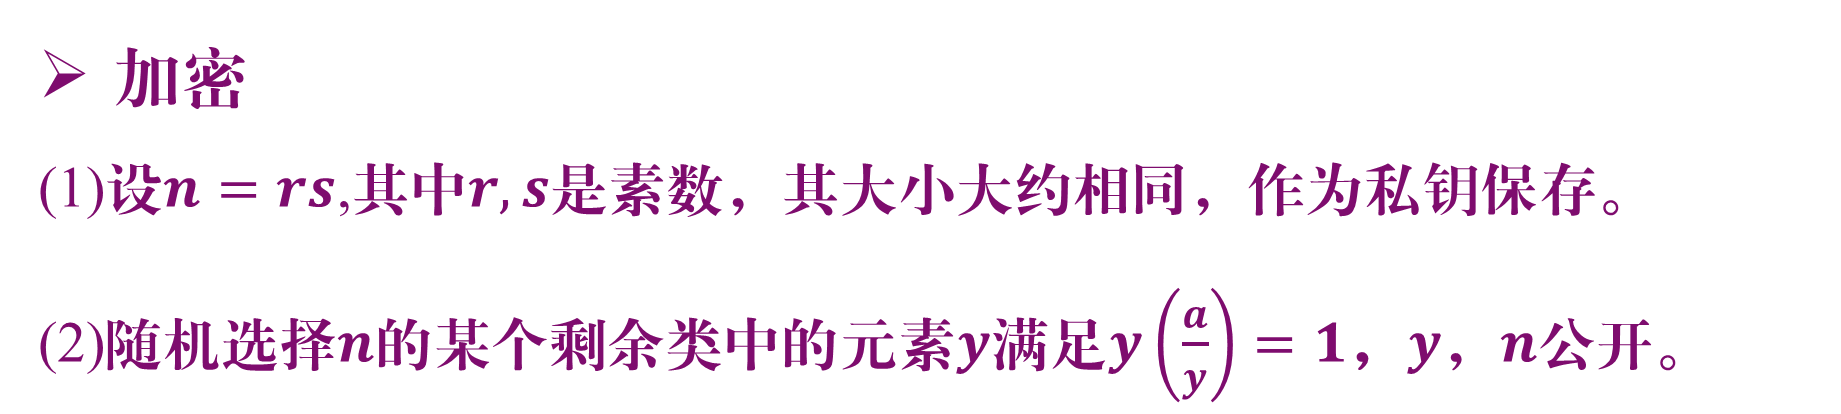 ➢ 加密
(1)设n = rs,其中r, s是素数，其大小大约相同，作为私钥保存。
(2)随机选择n的某个剩余类中的元素y满足y(a/y) = 1，y，n公开。